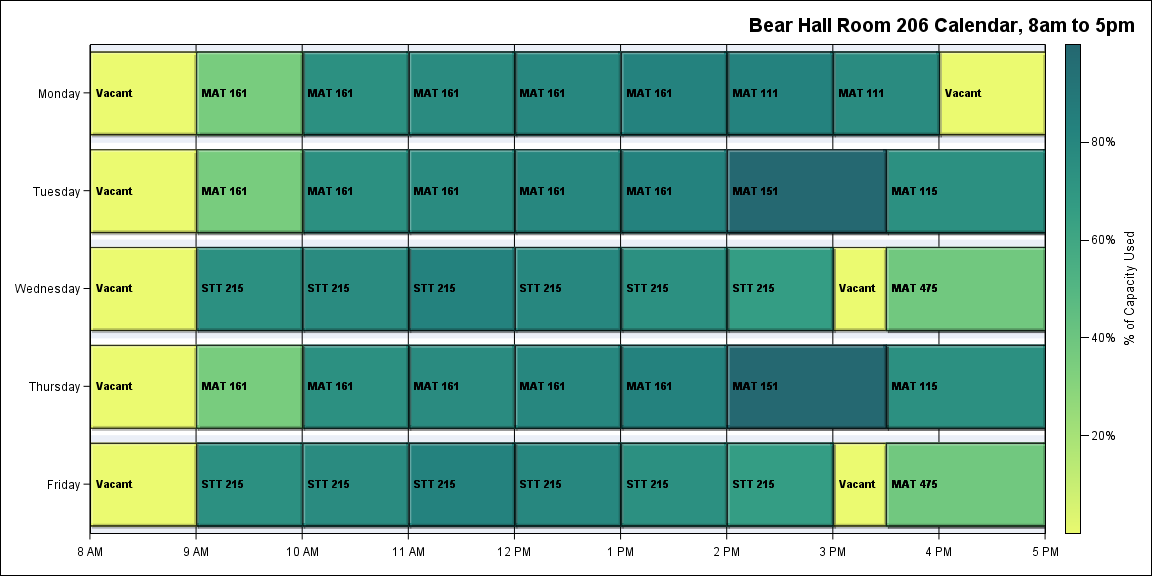 Bear Hall Room 206 Calendar, 8am to 5pm
Monday
Vacant
MAT 161
MAT 161
MAT 161
MAT 161
MAT 161
MAT 111
MAT 111
Vacant
Tuesday
Vacant
MAT 161
MAT 161
MAT 161
MAT 161
MAT 161
MAT 151
MAT 115
Wednesday
Vacant
STT 215
STT 215
STT 215
STT 215
STT 215
STT 215
Vacant
MAT 475
Thursday
Vacant
MAT 161
MAT 161
MAT 161
MAT 161
MAT 161
MAT 151
MAT 115
Friday
Vacant
STT 215
STT 215
STT 215
STT 215
STT 215
STT 215
Vacant
MAT 475
8 AM
9 AM
10 AM
11 AM
12 PM
1 PM
2 PM
3 PM
4 PM
5 PM
80%
60%
40%
20%
% of Capacity Used